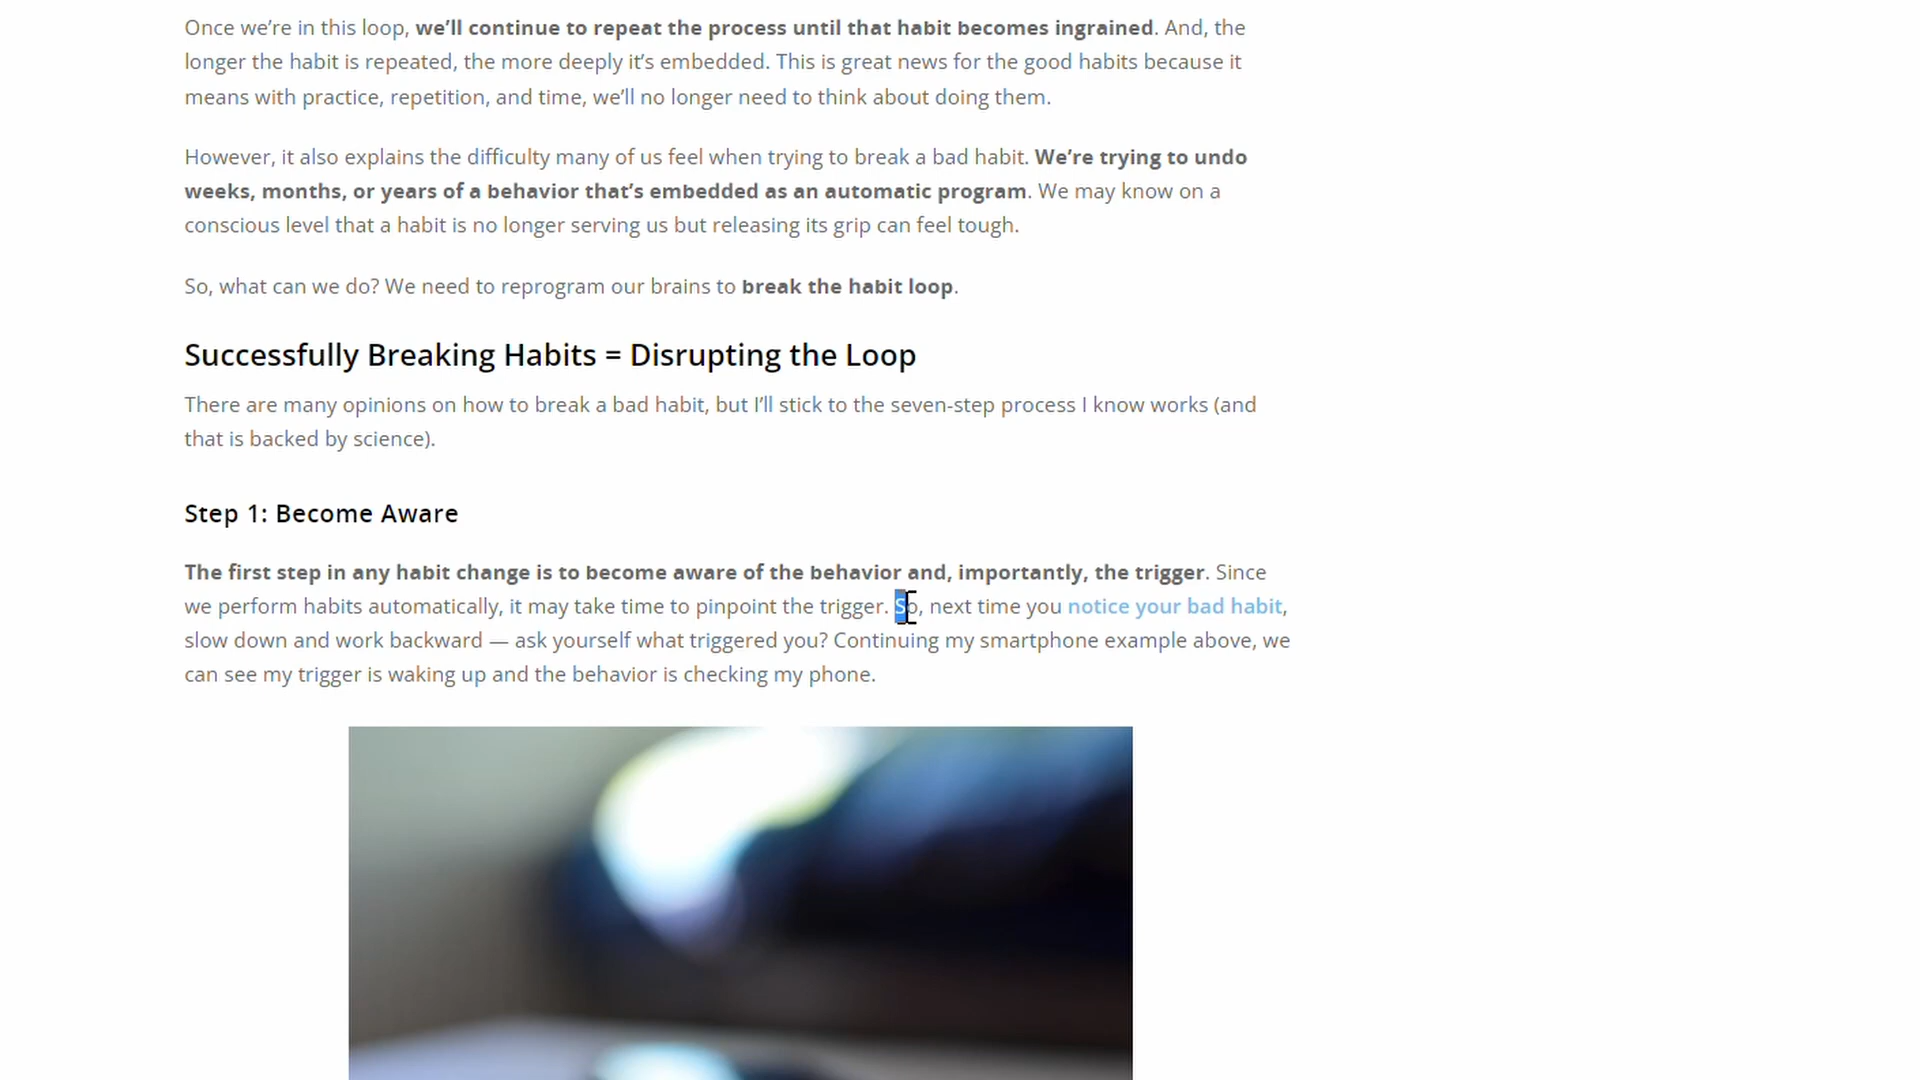 Once we’re in this loop, we’ll continue to repeat the process until that habit becomes ingrained. And, the
longer the habit is repeated, the more deeply it’s embedded. This is great news for the good habits because it
means with practice, repetition, and time, we’ll no longer need to think about doing them.
However, it also explains the difficulty many of us feel when trying to break a bad habit. We’re trying to undo
weeks, months, or years of a behavior that’s embedded as an automatic program. We may know on a
conscious level that a habit is no longer serving us but releasing its grip can feel tough.
So, what can we do? We need to reprogram our brains to break the habit loop.
Successfully Breaking Habits = Disrupting the Loop
There are many opinions on how to break a bad habit, but I’ll stick to the seven-step process I know works (and
that is backed by science).
Step 1: Become Aware
The first step in any habit change is to become aware of the behavior and, importantly, the trigger. Since
we perform habits automatically, it may take time to pinpoint the trigger. So, next time you notice your bad habit,
slow down and work backward — ask yourself what triggered you? Continuing my smartphone example above, we
can see my trigger is waking up and the behavior is checking my phone.